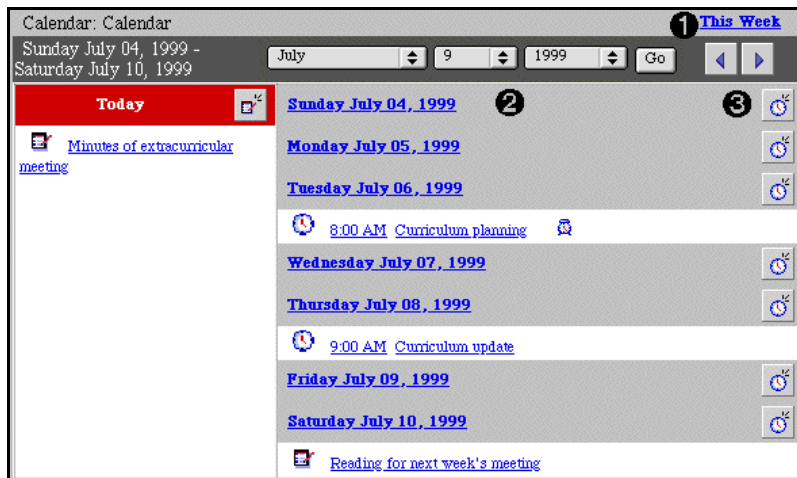 Calendar: Calendar
1 This Week
Sunday July 04, 1999 -
Saturday July 10, 1999
July 9 1999 Go
Today
Minutes of extracurricular
meeting
Sunday July 04, 1999 2 3
Monday July 05, 1999
Tuesday July 06, 1999
8:00 AM Curriculum planning
Wednesday July 07, 1999
Thursday July 08, 1999
9:00 AM Curriculum update
Friday July 09, 1999
Saturday July 10, 1999
Reading for next week's meeting